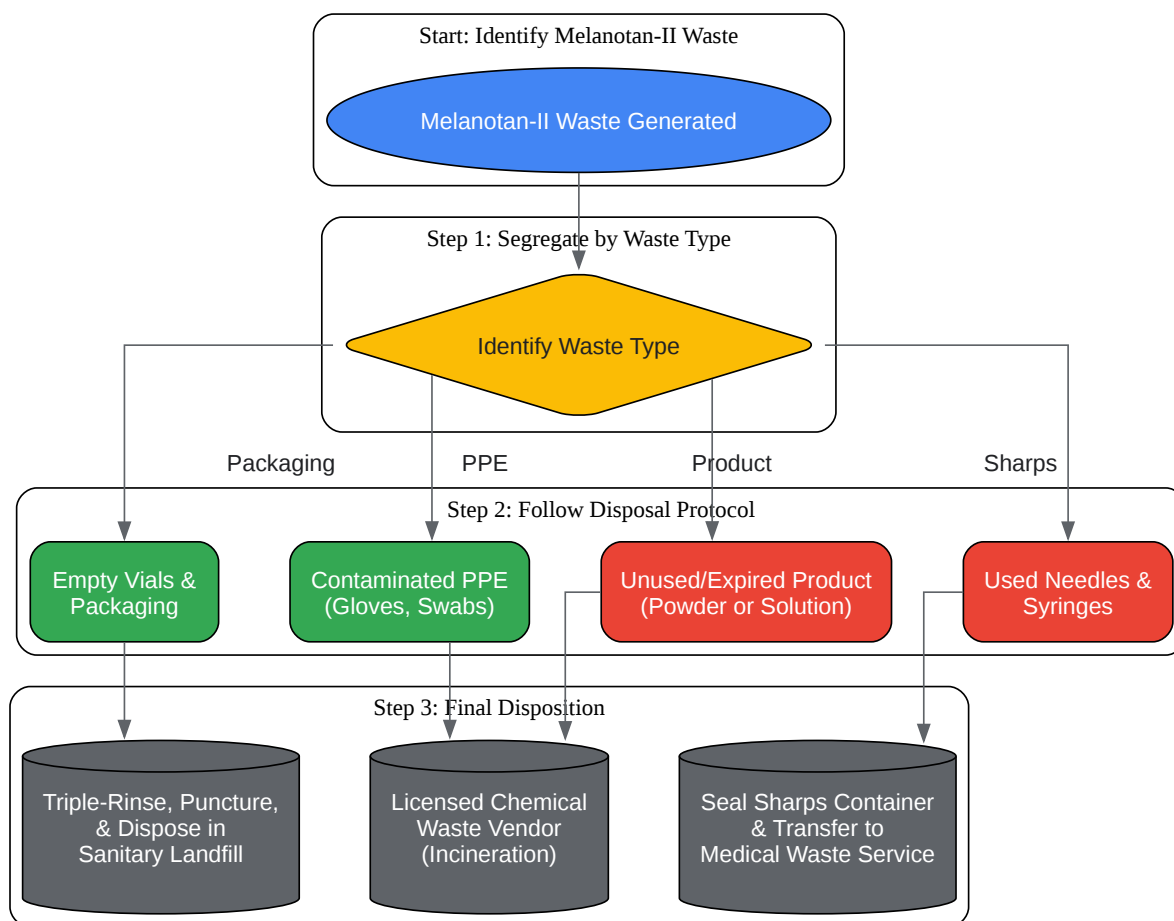 Start: Identify Melanotan-II Waste
Melanotan-II Waste Generated
Step 1: Segregate by Waste Type
Identify Waste Type
Packaging
PPE
Product
Sharps
Step 2: Follow Disposal Protocol
Empty Vials &
Packaging
Contaminated PPE
(Gloves, Swabs)
Unused/Expired Product
(Powder or Solution)
Used Needles &
Syringes
Step 3: Final Disposition
Triple-Rinse, Puncture,
& Dispose in
Sanitary Landfill
Licensed Chemical
Waste Vendor
(Incineration)
Seal Sharps Container
& Transfer to
Medical Waste Service